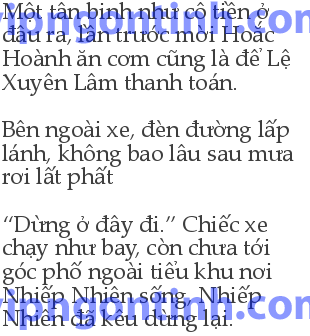 Một tân binh như cô tiền ở
đâu ra, lần trước mời Hoắc
Hoành ăn cơm cũng là để Lệ
Xuyên Lâm thanh toán.
Bên ngoài xe, đèn đường lấp
lánh, không bao lâu sau mưa
rơi lất phất
“Dừng ở đây đi.” Chiếc xe
chạy như bay, còn chưa tới
góc phố ngoài tiểu khu nơi
Nhiếp Nhiên sống, Nhiếp
Nhiên đã kêu dừng lại
vipngontinh.com